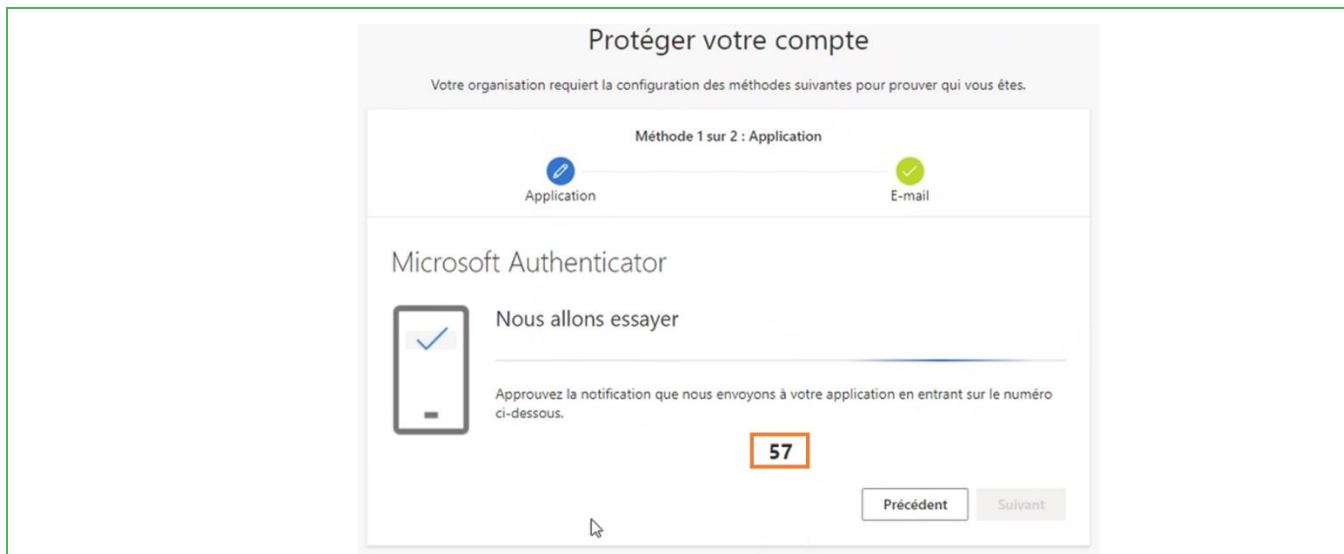 Protéger votre compte
Votre organisation requiert la configuration des méthodes suivantes pour prouver qui vous êtes.
Méthode 1 sur 2 : Application
Application
E-mail
Microsoft Authenticator
Nous allons essayer
Approuvez la notification que nous envoyons à votre application en entrant sur le numéro
ci-dessous.
57
Précédent
Suivant